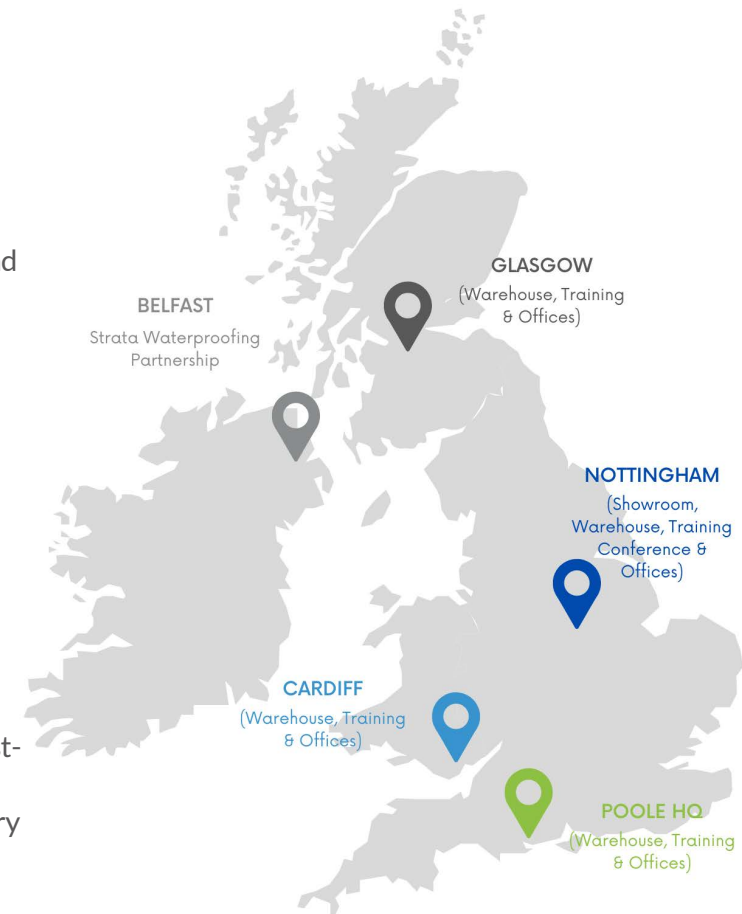 GLASGOW
(Warehouse, Training
& Offices)
BELFAST
Strata Waterproofing
Partnership
NOTTINGHAM
(Showroom,
Warehouse, Training
Conference &
Offices)
CARDIFF
(Warehouse, Training
& Offices)
POOLE HQ
(Warehouse, Training
& Offices)